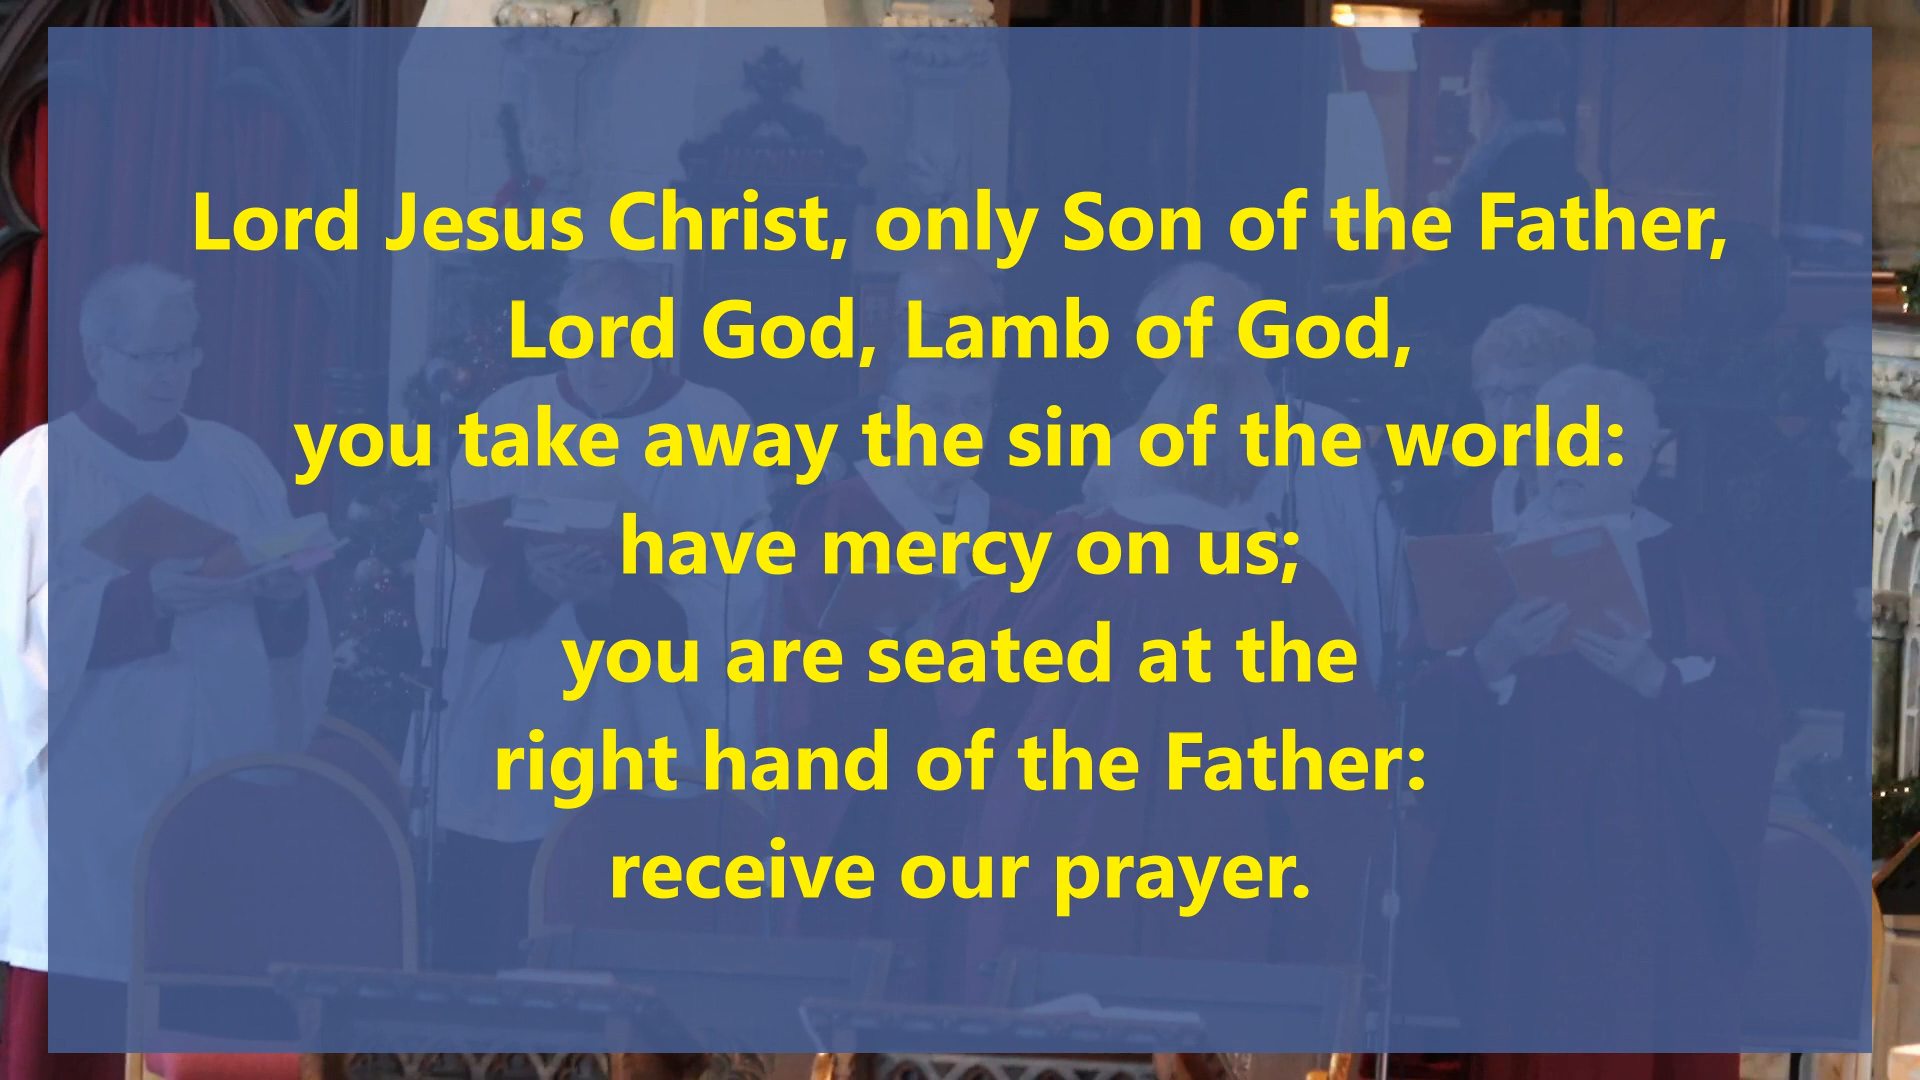 Lord Jesus Christ, only Son of the Father,
Lord God, Lamb of God,
you take away the sin of the world:
have mercy on us;
you are seated at the
right hand of the Father:
receive our prayer.